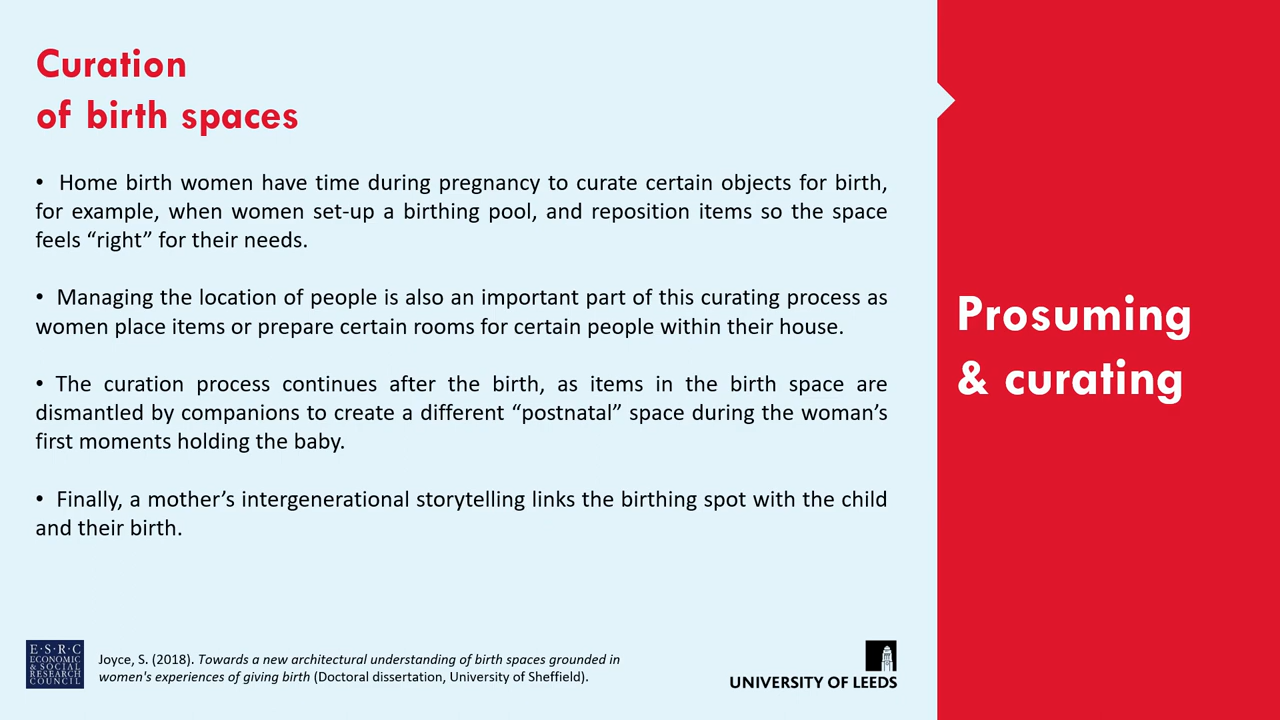 Curation
of birth spaces
• Home birth women have time during pregnancy to curate certain objects for birth,
for example, when women set-up a birthing pool, and reposition items so the space
feels “right” for their needs.
• Managing the location of people is also an important part of this curating process as
women place items or prepare certain rooms for certain people within their house.
• The curation process continues after the birth, as items in the birth space are
dismantled by companions to create a different “postnatal” space during the woman’s
first moments holding the baby.
• Finally, a mother’s intergenerational storytelling links the birthing spot with the child
and their birth.
Prosuming
& curating
E·S·R·C
ECONOMIC
& SOCIAL
RESEARCH
COUNCIL
Joyce, S. (2018). Towards a new architectural understanding of birth spaces grounded in
women's experiences of giving birth (Doctoral dissertation, University of Sheffield).
UNIVERSITY OF LEEDS